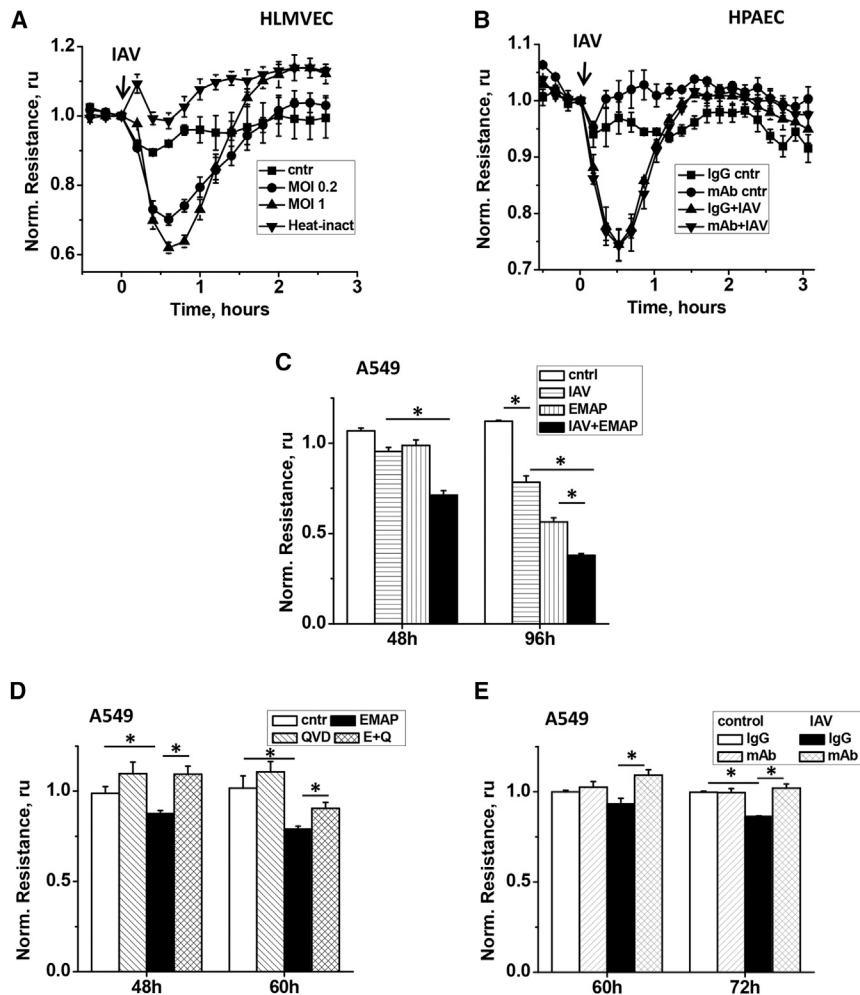 A
HLMVEC
IAV
Norm. Resistance, ru
1.2
1.0
0.8
0.6
cntr
MOI 0.2
MOI 1
Heat-inact
0
1
2
3
Time, hours
B
HPAEC
IAV
Norm. Resistance, ru
1.1
1.0
0.9
0.8
0.7
IgG cntr
mAb cntr
IgG+IAV
mAb+IAV
0
1
2
3
Time, hours
C
A549
Norm. Resistance, ru
1.0
0.5
0.0
cntrl
IAV
EMAP
IAV+EMAP
*
*
*
*
48h
96h
D
A549
Norm. Resistance, ru
1.5
1.0
0.5
0.0
cntr EMAP
QVD E+Q
*
*
*
*
48h
60h
E
A549
Norm. Resistance, ru
1.5
1.0
0.5
0.0
control IAV
IgG IgG
mAb mAb
*
*
*
60h
72h